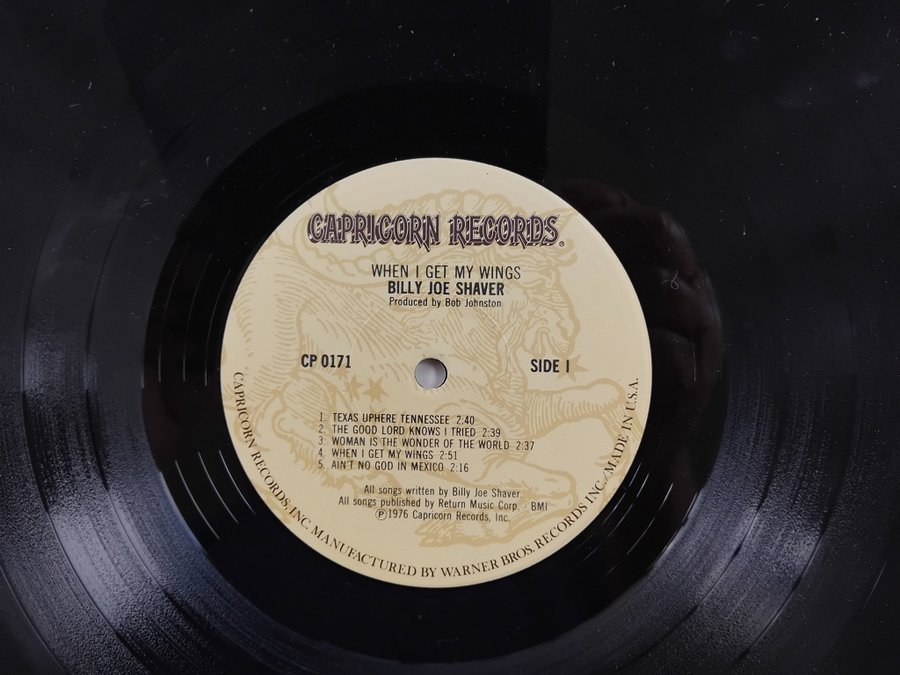 CAPRICORN RECORDS®
WHEN I GET MY WINGS
BILLY JOE SHAVER
Produced by Bob Johnston
CP 0171
SIDE I
1. TEXAS UPHERE TENNESSEE 2:40
2. THE GOOD LORD KNOWS I TRIED 2:39
3. WOMAN IS THE WONDER OF THE WORLD 2:37
4. WHEN I GET MY WINGS 2:51
5. AIN'T NO GOD IN MEXICO 2:16
All songs written by Billy Joe Shaver.
All songs published by Return Music Corp. - BMI
℗1976 Capricorn Records, Inc.
CAPRICORN RECORDS, INC. MANUFACTURED BY WARNER BROS. RECORDS INC./MADE IN U.S.A.